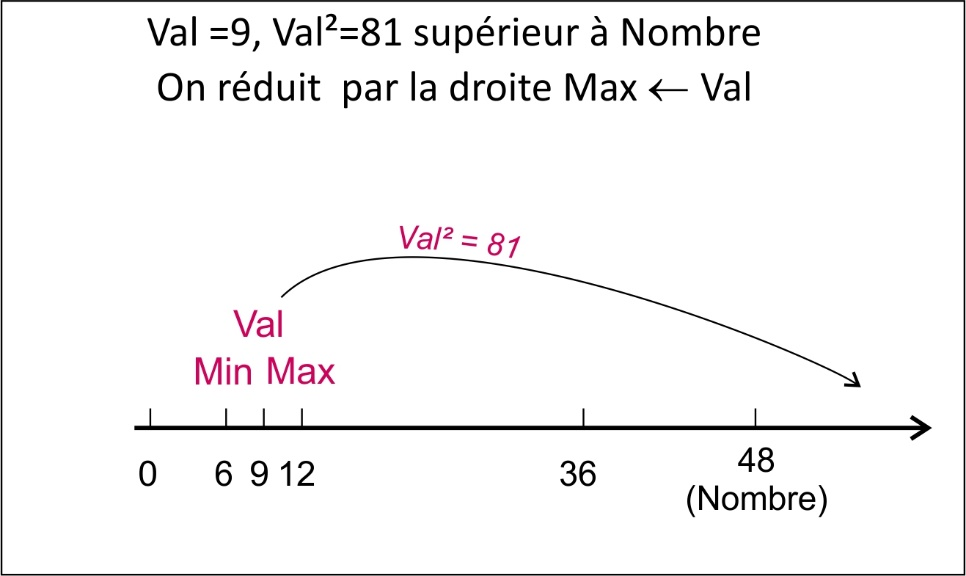 Val =9, Val²=81 supérieur à Nombre
On réduit  par la droite Max ← Val
Val² = 81
Val
Min Max
0 6 9 12 36 48
(Nombre)